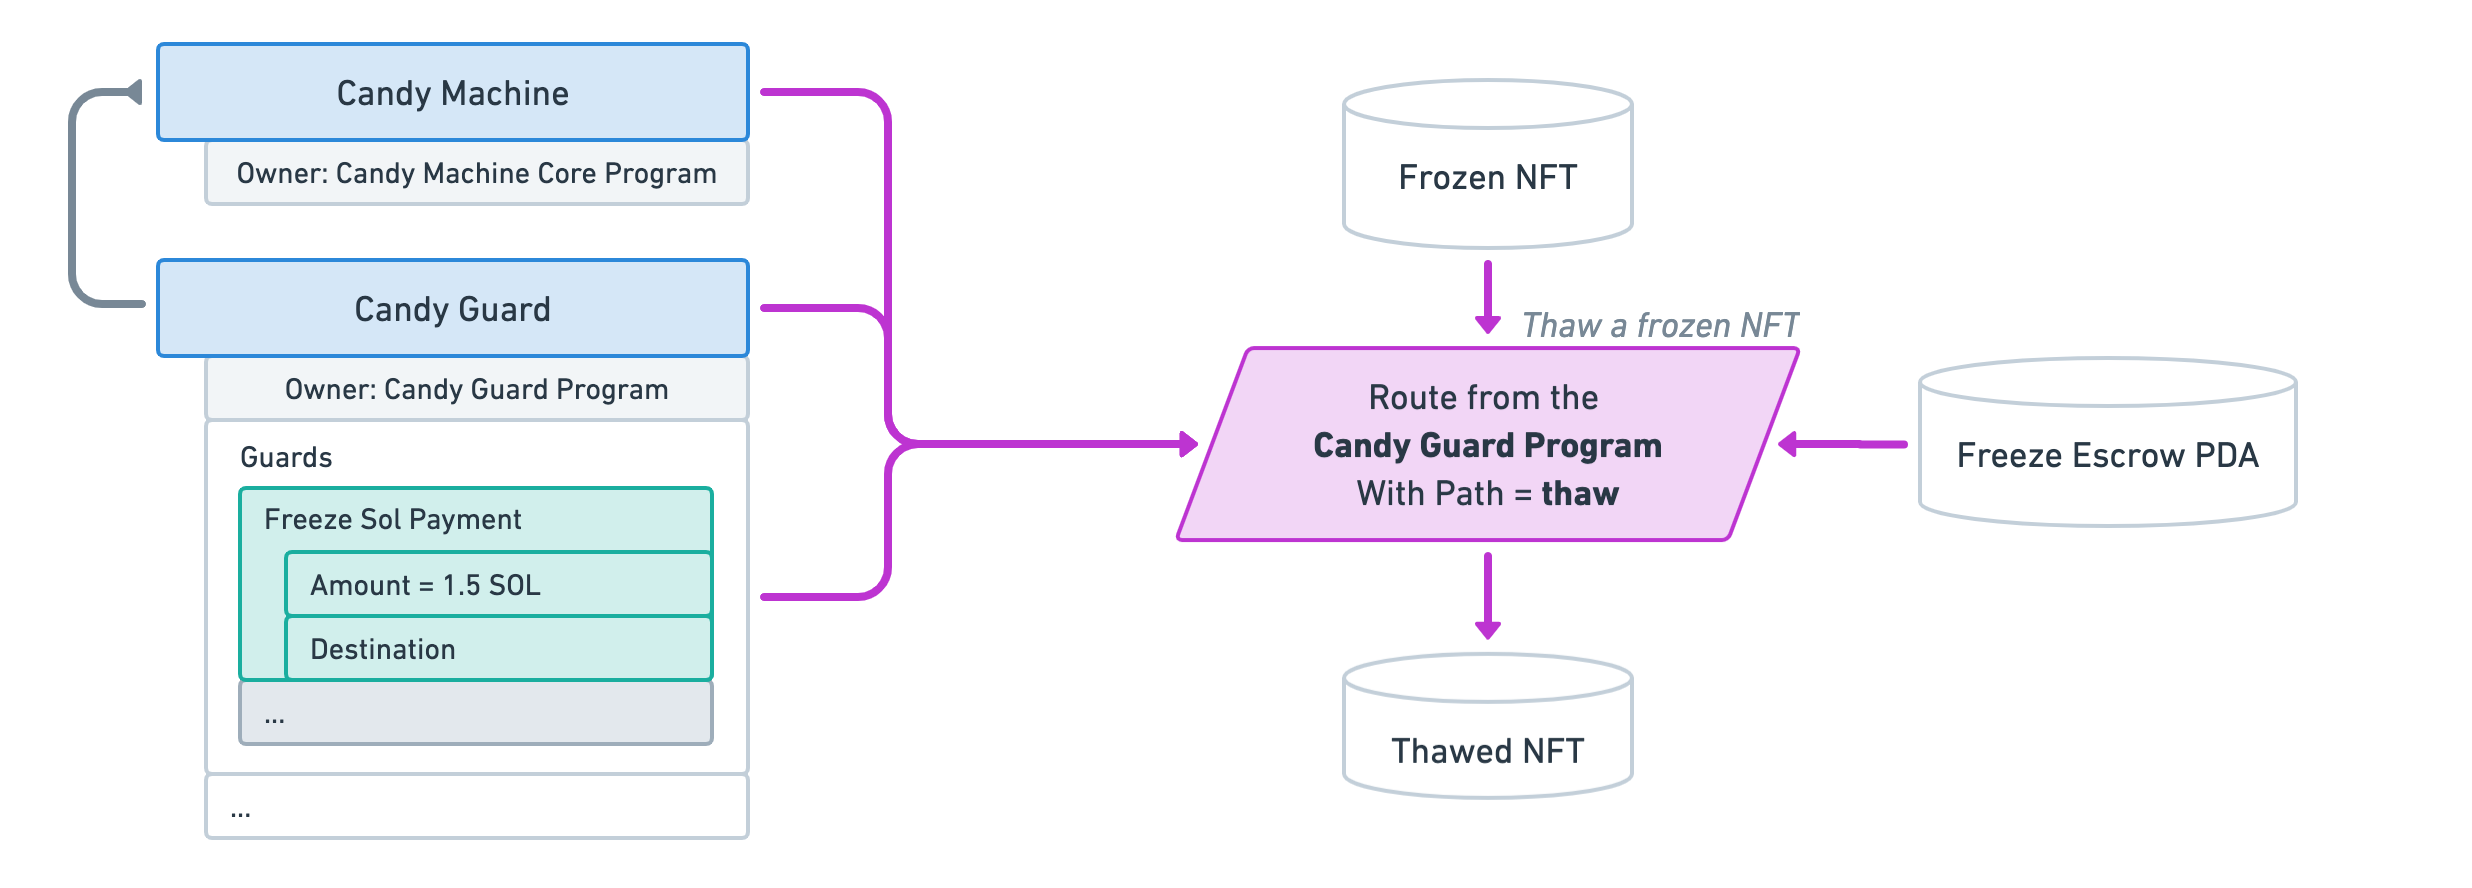 Candy Machine
Owner: Candy Machine Core Program
Candy Guard
Owner: Candy Guard Program
Guards
Freeze Sol Payment
Amount = 1.5 SOL
Destination
...
...
Frozen NFT
Thaw a frozen NFT
Route from the
Candy Guard Program
With Path = thaw
Freeze Escrow PDA
Thawed NFT